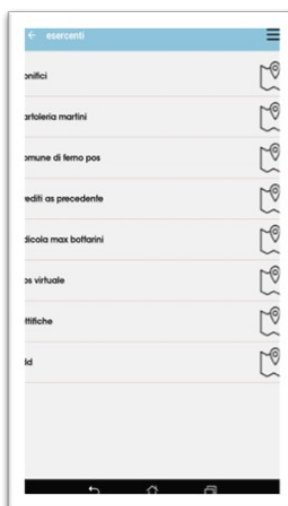 esercenti
onifici
artoleria martini
omune di ferno pos
rediti as precedente
dicola max bottarini
os virtuale
ttifiche
ld